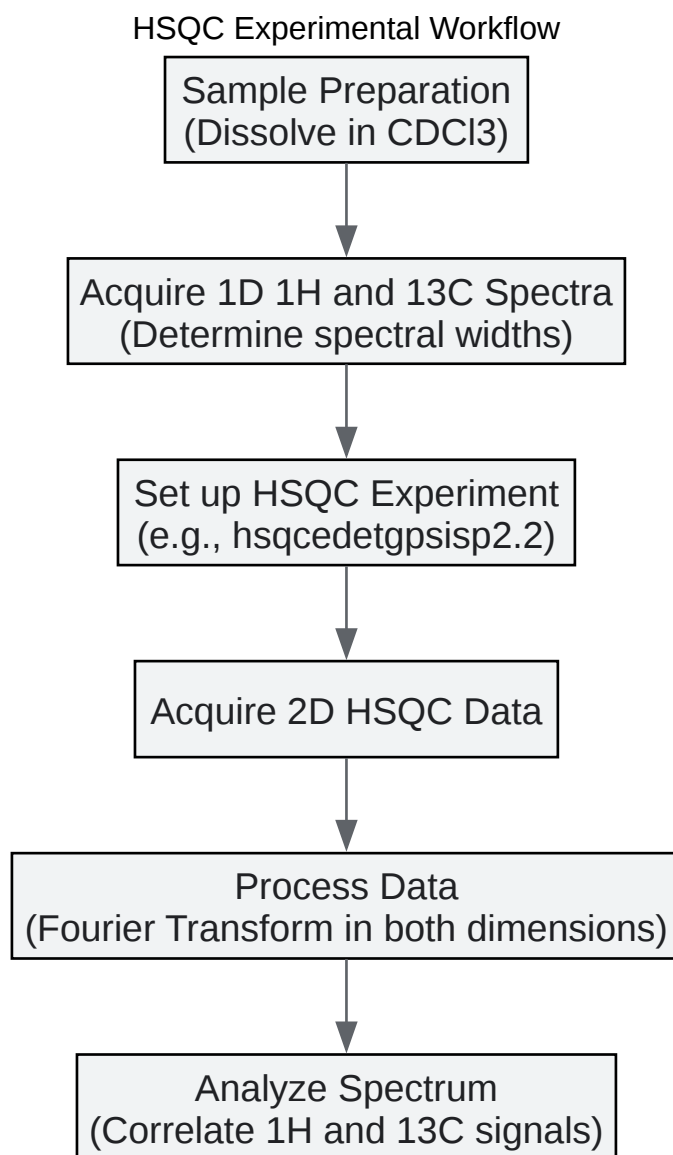 HSQC Experimental Workflow
Sample Preparation
(Dissolve in CDCl3)
Acquire 1D 1H and 13C Spectra
(Determine spectral widths)
Set up HSQC Experiment
(e.g., hsqcedetgpsisp2.2)
Acquire 2D HSQC Data
Process Data
(Fourier Transform in both dimensions)
Analyze Spectrum
(Correlate 1H and 13C signals)